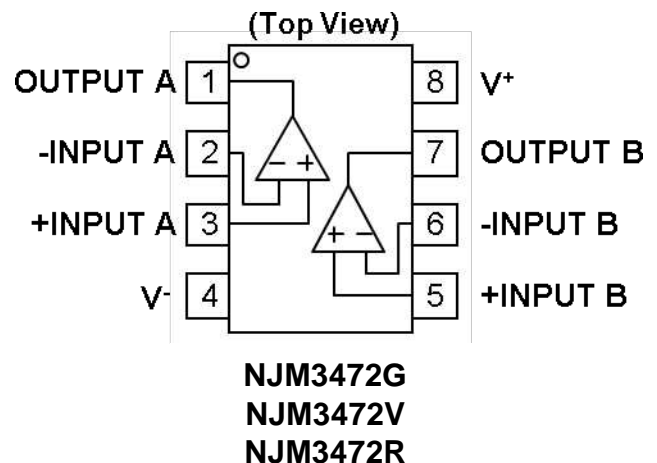 (Top View)
OUTPUT A 1
8 V+
-INPUT A 2
7 OUTPUT B
- +
+INPUT A 3
6 -INPUT B
+ -
V- 4
5 +INPUT B
NJM3472G
NJM3472V
NJM3472R